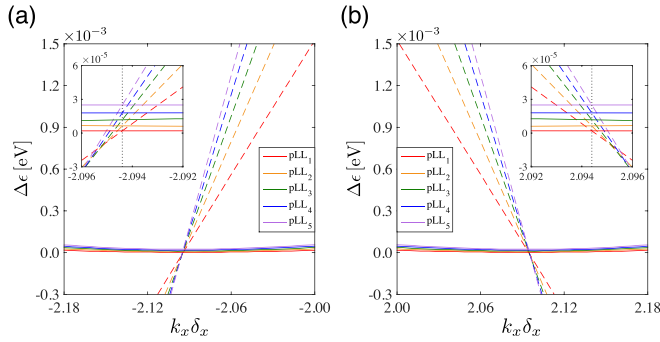 (a)
×10⁻³
1.5
1.2
0.9
0.6
0.3
0.0
-0.3
Δϵ [eV]
-2.18
-2.12
-2.06
-2.00
kₓδₓ
×10⁻⁵
6
3
0
-3
-2.096
-2.094
-2.092
pLL₁
pLL₂
pLL₃
pLL₄
pLL₅
(b)
×10⁻³
1.5
1.2
0.9
0.6
0.3
0.0
-0.3
Δϵ [eV]
2.00
2.06
2.12
2.18
kₓδₓ
×10⁻⁵
6
3
0
-3
2.092
2.094
2.096
pLL₁
pLL₂
pLL₃
pLL₄
pLL₅